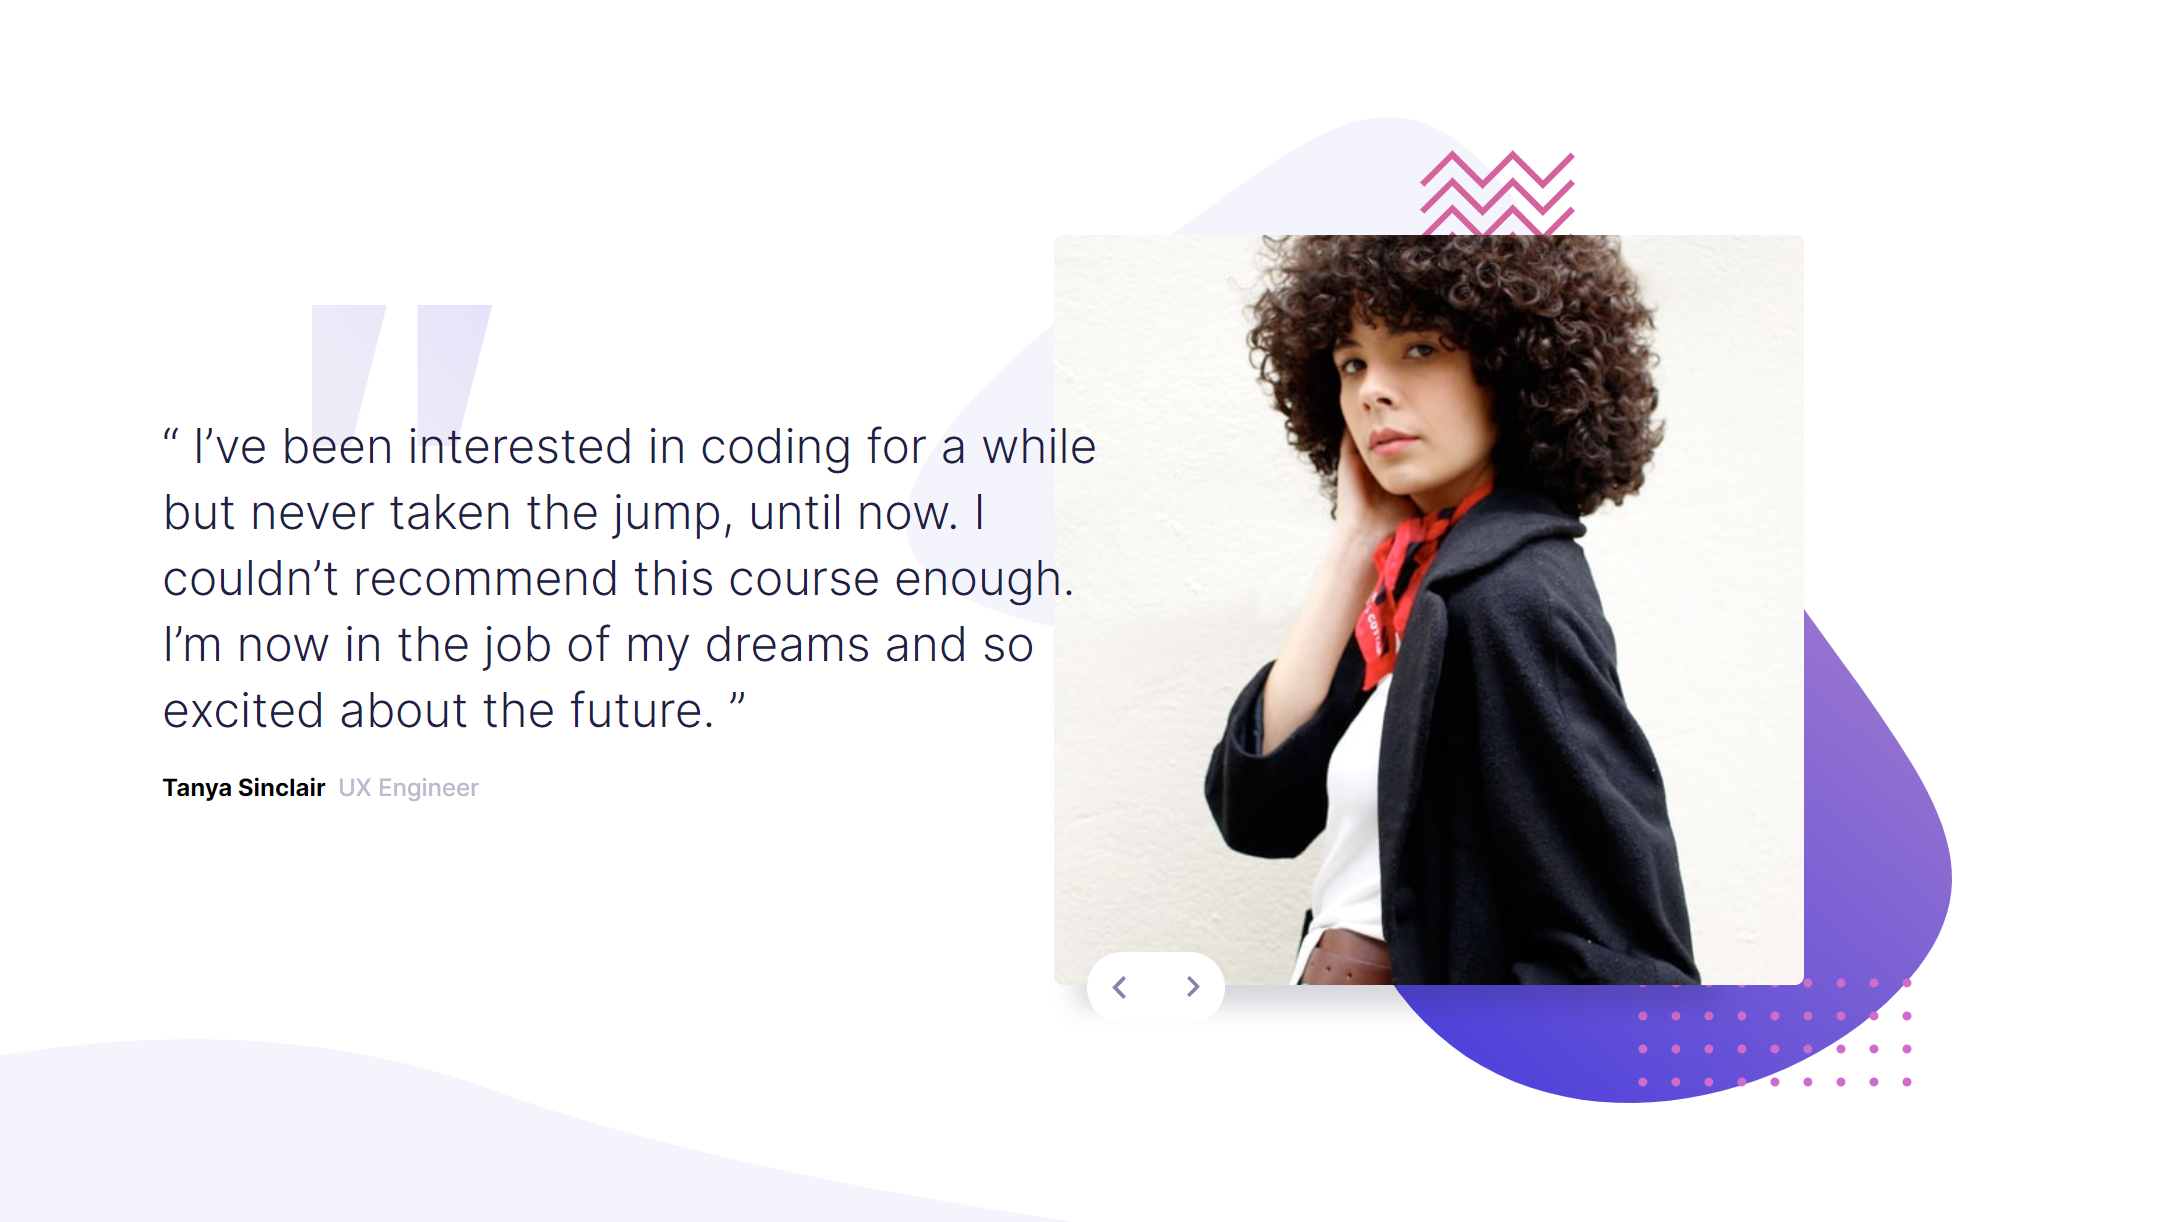 “ I’ve been interested in coding for a while
but never taken the jump, until now. I
couldn’t recommend this course enough.
I’m now in the job of my dreams and so
excited about the future. ”
Tanya Sinclair UX Engineer